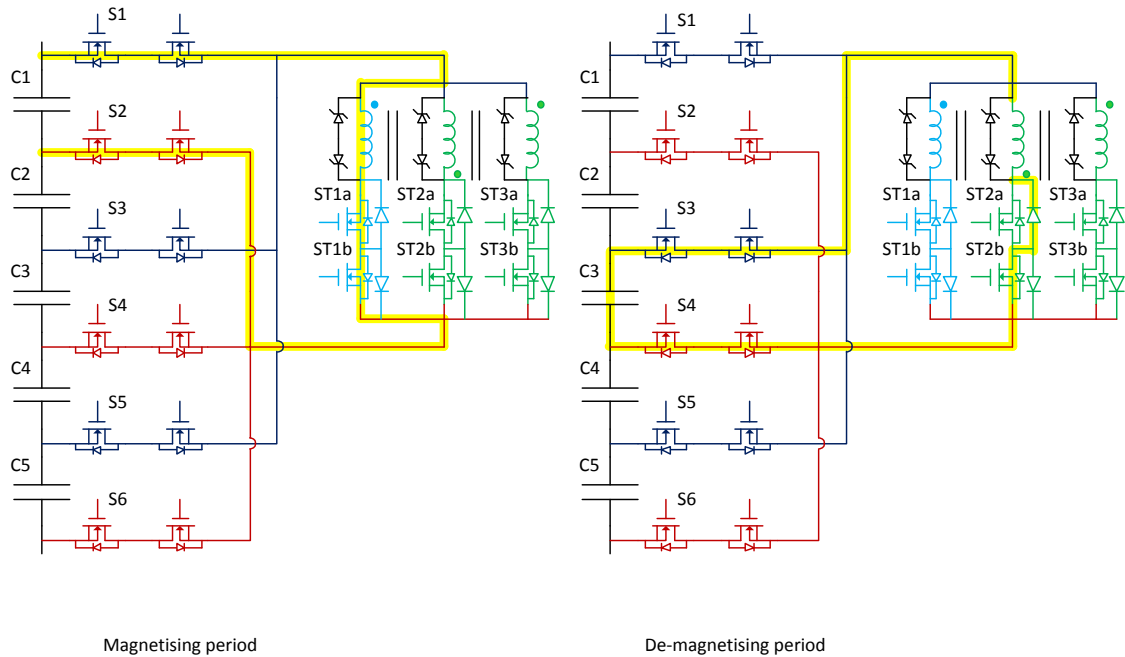 S1
C1
S2
C2
ST1a
ST2a
ST3a
S3
ST1b
ST2b
ST3b
C3
S4
C4
S5
C5
S6
Magnetising period
S1
C1
S2
C2
ST1a
ST2a
ST3a
S3
ST1b
ST2b
ST3b
C3
S4
C4
S5
C5
S6
De-magnetising period